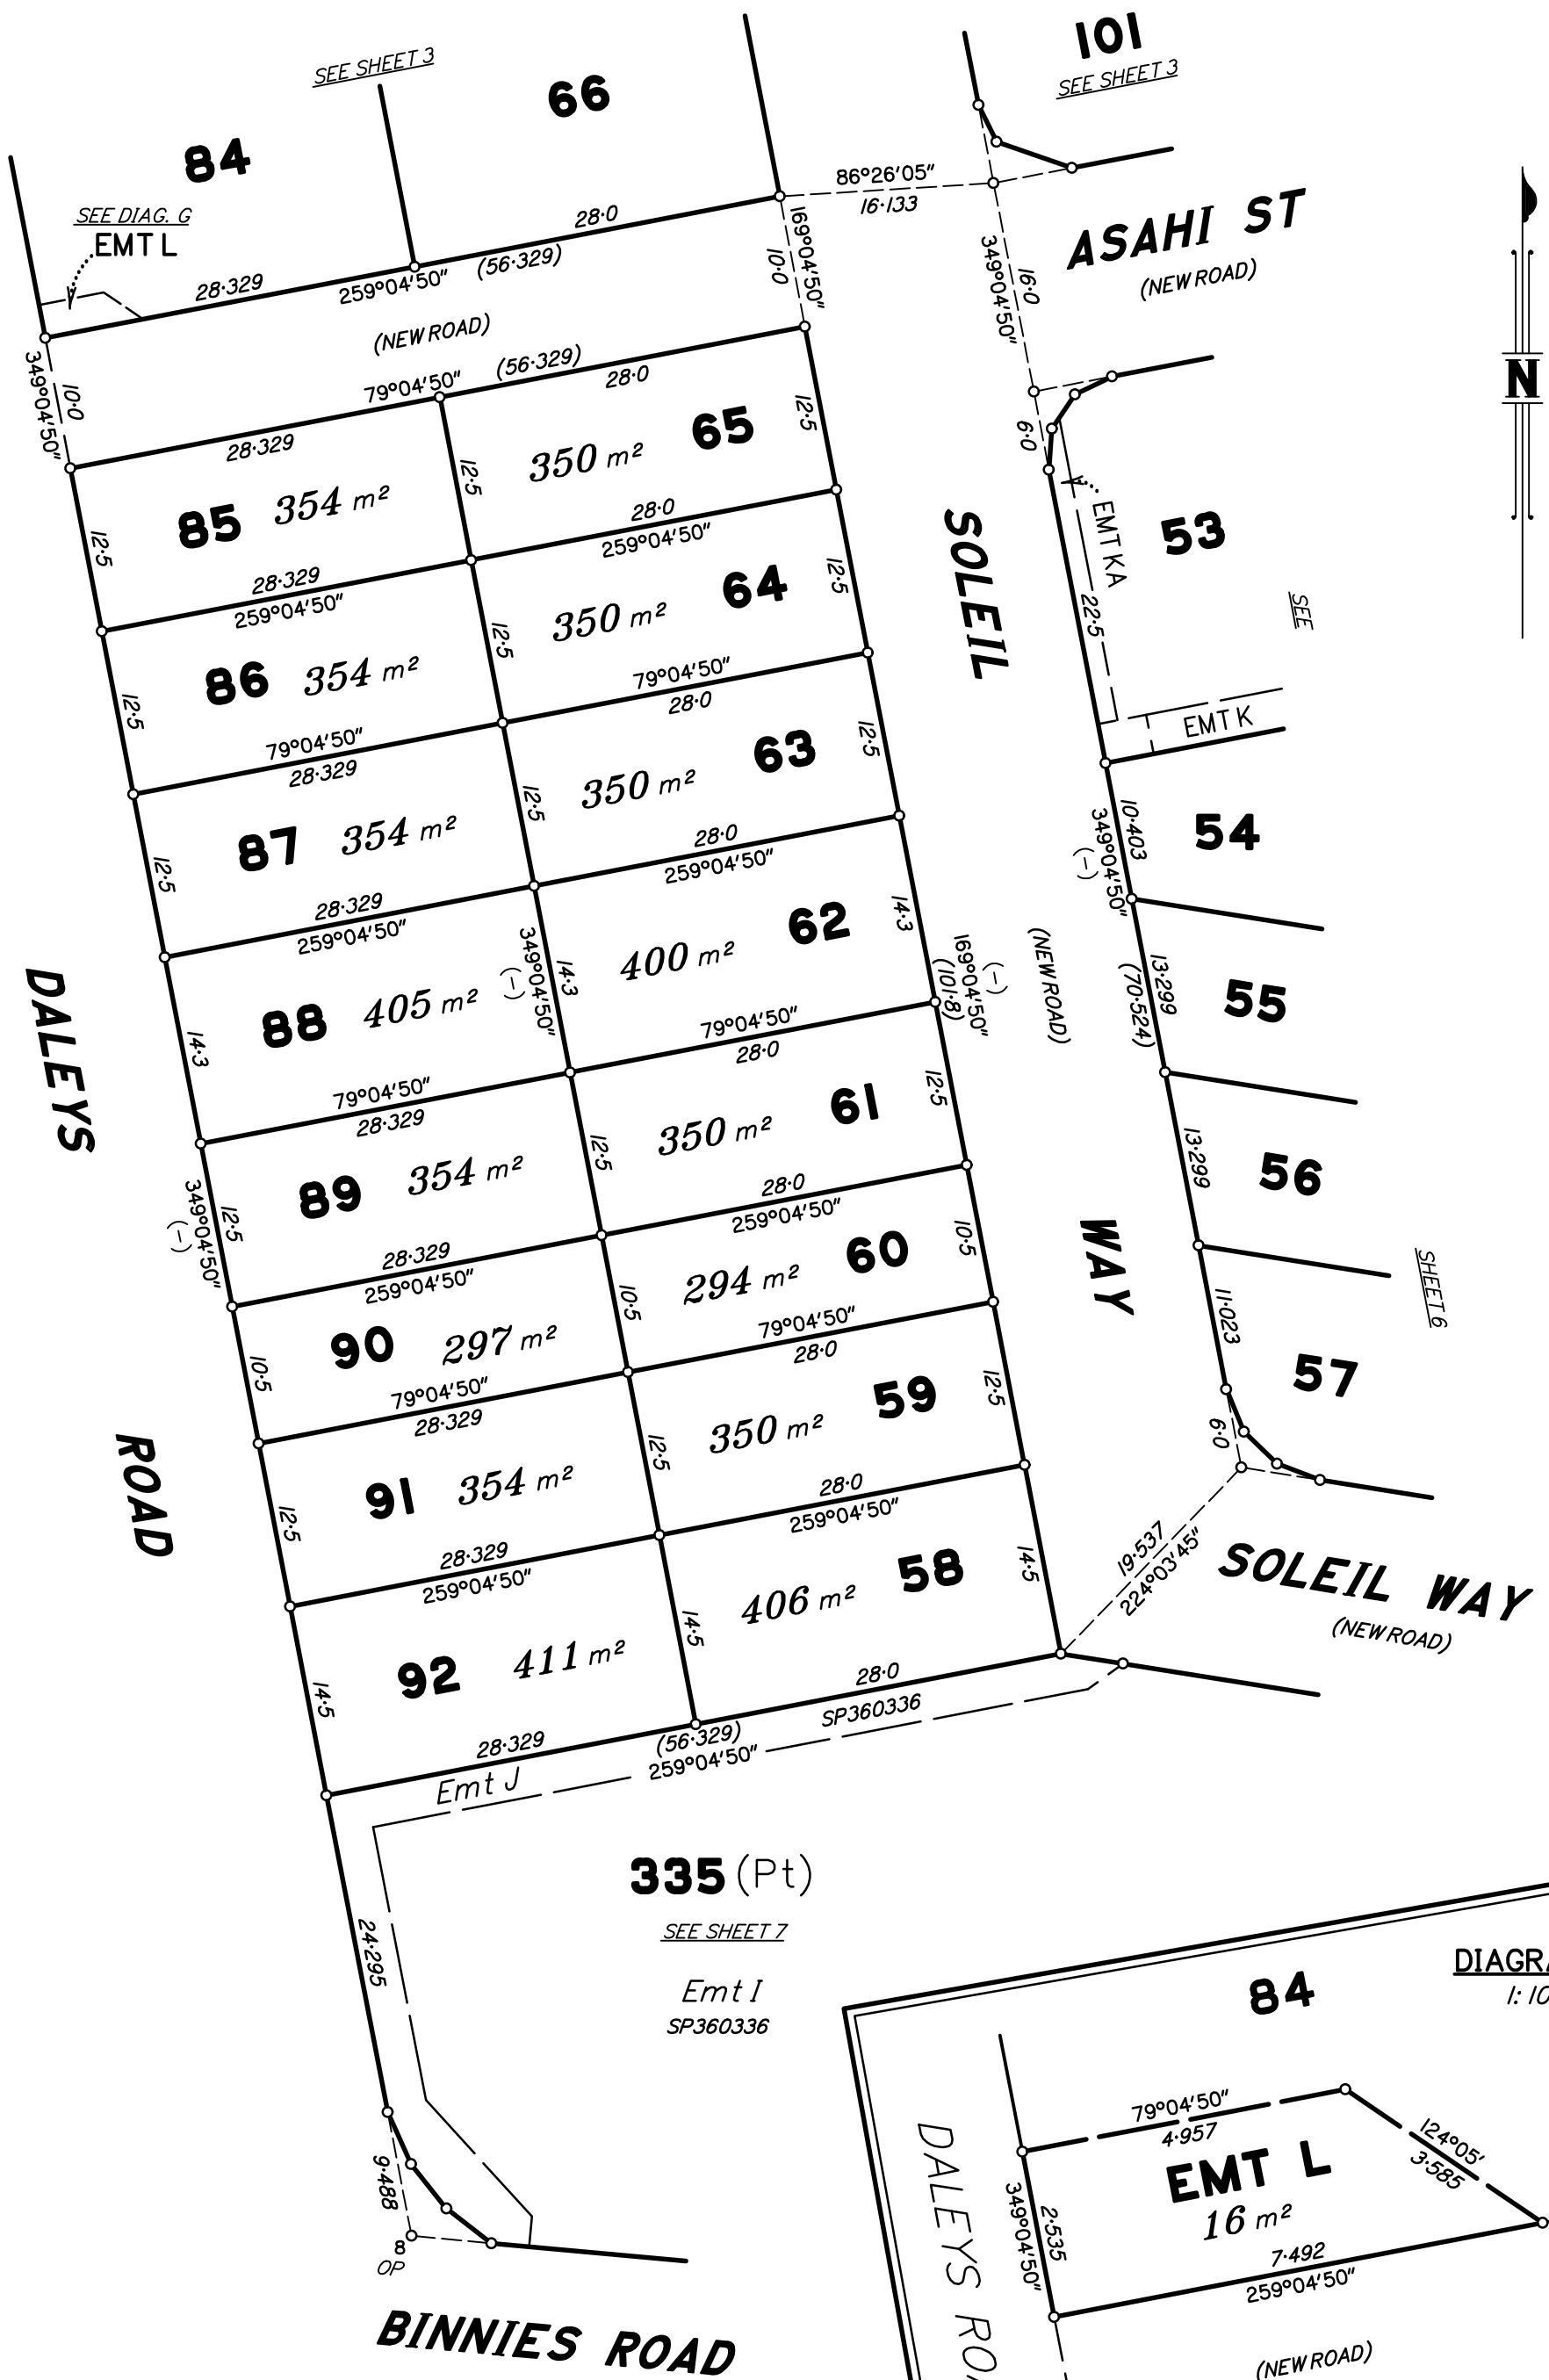 101
SEE SHEET 3
SEE SHEET 3
66
84
SEE DIAG. G
EMT L
86°26'05"
16·133
28·0
(56·329)
28·329
259°04'50"
169°04'50"
10·0
ASAHI ST
(NEW ROAD)
349°04'50"
16·0
(NEW ROAD)
349°04'50"
10·0
(56·329)
79°04'50"
28·0
28·329
N
6·0
12·5
65
350 m²
12·5
85 354 m²
12·5
EMT KA
53
28·0
259°04'50"
SOLEIL
28·329
259°04'50"
12·5
64
350 m²
12·5
22·5
SEE
86 354 m²
12·5
79°04'50"
28·0
EMT K
79°04'50"
28·329
63
12·5
350 m²
12·5
87 354 m²
12·5
28·0
259°04'50"
10·403
349°04'50"
(–)
54
28·329
259°04'50"
62
14·3
400 m²
14·3
349°04'50"
(–)
169°04'50"
(–)
(101·8)
(NEW ROAD)
13·299
(70·524)
55
DALEYS
88 405 m²
14·3
79°04'50"
28·0
79°04'50"
28·329
61
12·5
350 m²
12·5
13·299
56
89 354 m²
12·5
349°04'50"
(–)
28·0
259°04'50"
WAY
28·329
259°04'50"
60
10·5
294 m²
10·5
SHEET 6
90 297 m²
10·5
79°04'50"
28·0
11·023
57
79°04'50"
28·329
59
12·5
350 m²
12·5
6·0
ROAD
91 354 m²
12·5
28·0
259°04'50"
19·537
224°03'45"
SOLEIL WAY
(NEW ROAD)
28·329
259°04'50"
58
14·5
406 m²
14·5
92 411 m²
14·5
28·0
SP360336
28·329
(56·329)
259°04'50"
Emt J
335 (Pt)
SEE SHEET 7
Emt I
SP360336
24·295
9·488
8
OP
BINNIES ROAD
DIAGRA
1: 10
84
79°04'50"
4·957
124°05'
3·585
EMT L
16 m²
349°04'50"
2·535
7·492
259°04'50"
DALEYS RO
(NEW ROAD)